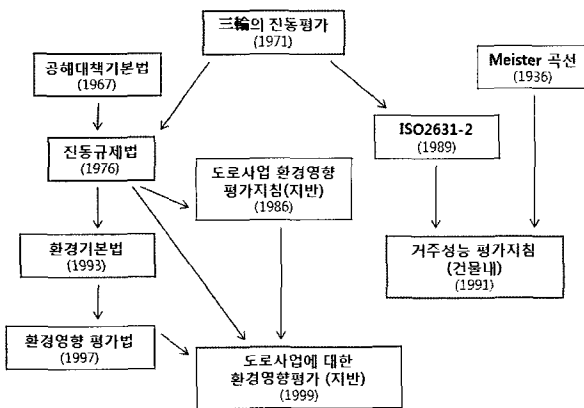 三輪의 진동평가
(1971)
공해대책기본법
(1967)
Meister 곡선
(1936)
진동규제법
(1976)
ISO2631-2
(1989)
도로사업 환경영향
평가지침(지반)
(1986)
환경기본법
(1993)
거주성능 평가지침
(건물내)
(1991)
환경영향 평가법
(1997)
도로사업에 대한
환경영향평가 (지반)
(1999)